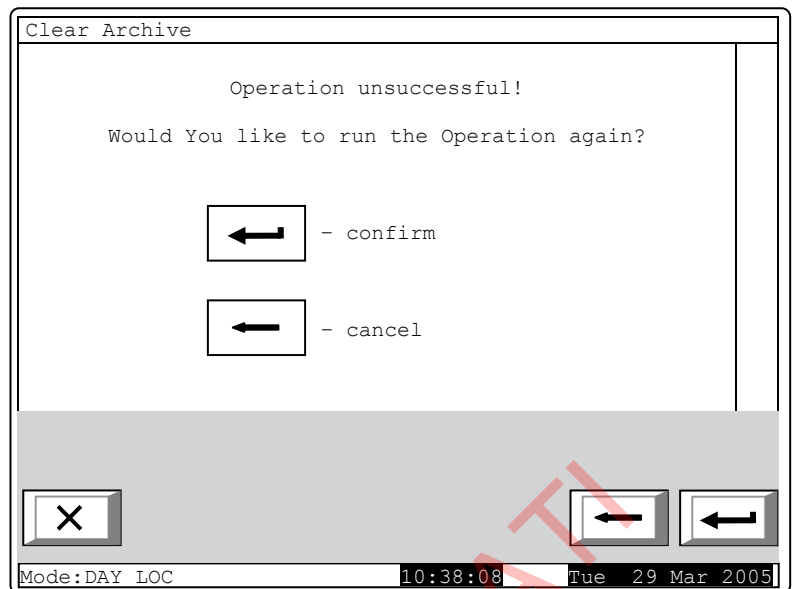 Clear Archive
Operation unsuccessful!
Would You like to run the Operation again?
- confirm
- cancel
Mode:DAY LOC 10:38:08 Tue 29 Mar 2005